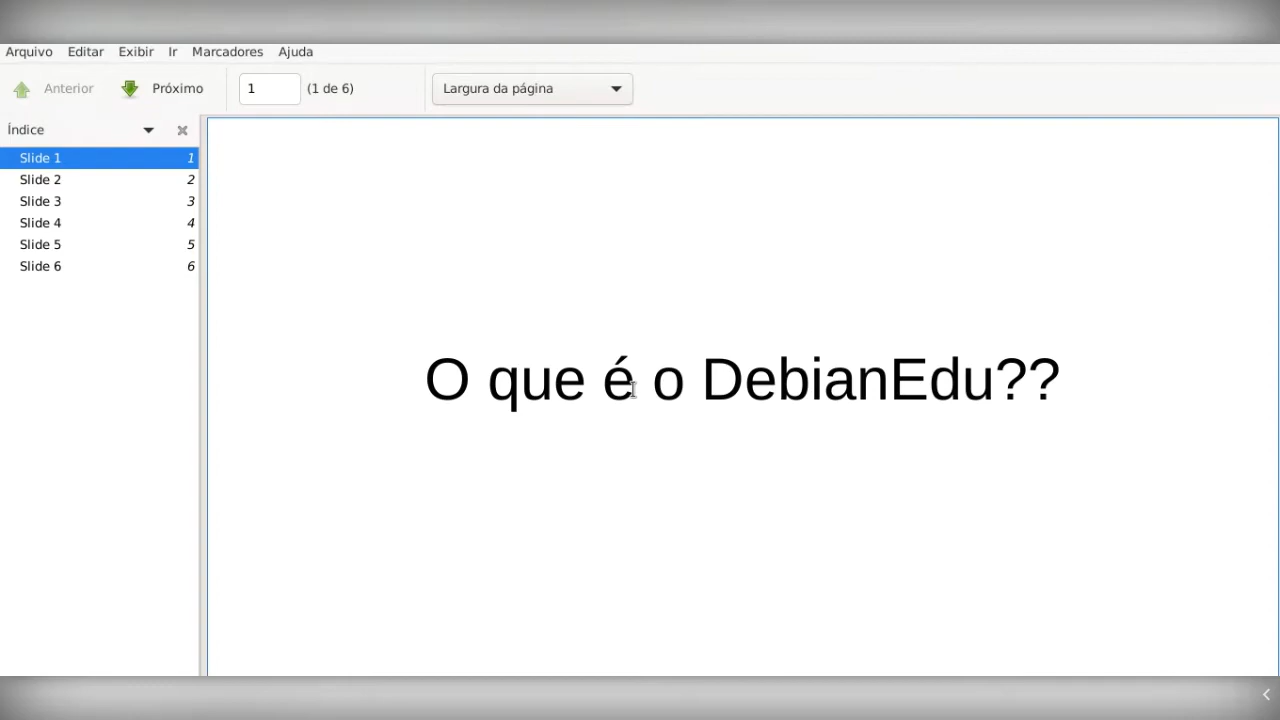 Arquivo Editar Exibir Ir Marcadores Ajuda
Anterior Próximo 1 (1 de 6) Largura da página
Índice
Slide 1 1
Slide 2 2
Slide 3 3
Slide 4 4
Slide 5 5
Slide 6 6
O que é o DebianEdu??